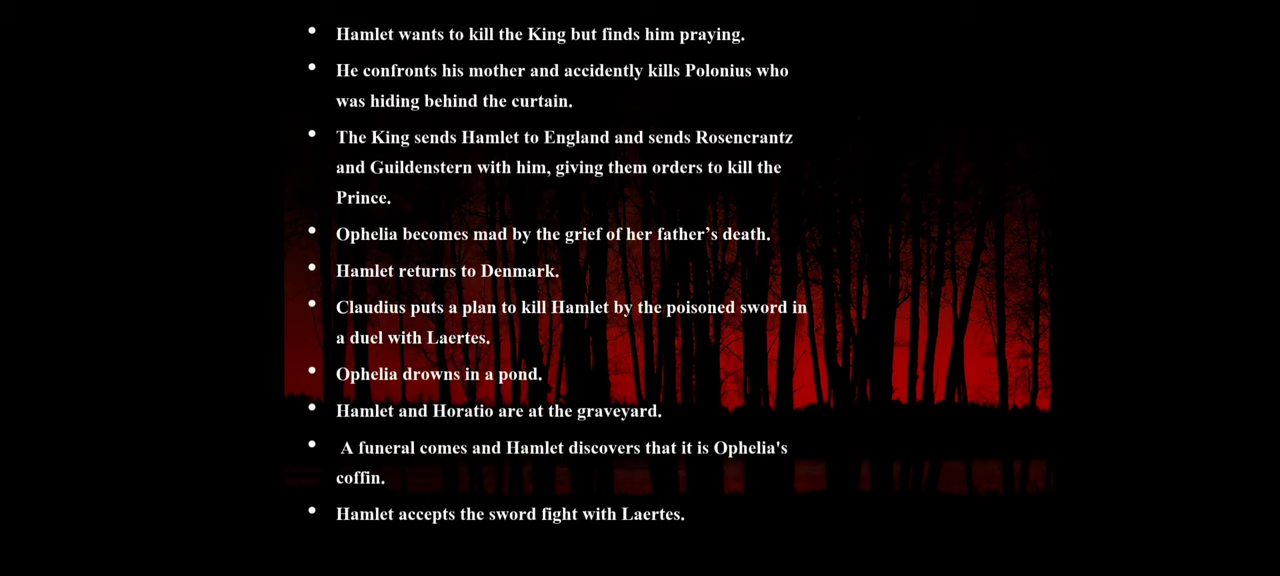 • Hamlet wants to kill the King but finds him praying.
• He confronts his mother and accidently kills Polonius who
was hiding behind the curtain.
• The King sends Hamlet to England and sends Rosencrantz
and Guildenstern with him, giving them orders to kill the
Prince.
• Ophelia becomes mad by the grief of her father’s death.
• Hamlet returns to Denmark.
• Claudius puts a plan to kill Hamlet by the poisoned sword in
a duel with Laertes.
• Ophelia drowns in a pond.
• Hamlet and Horatio are at the graveyard.
• A funeral comes and Hamlet discovers that it is Ophelia's
coffin.
• Hamlet accepts the sword fight with Laertes.